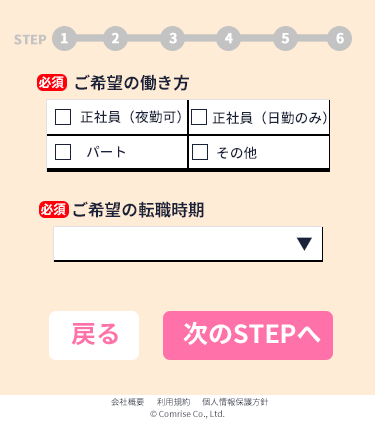 STEP 1 2 3 4 5 6
必須 ご希望の働き方
正社員（夜勤可） 正社員（日勤のみ）
パート その他
必須 ご希望の転職時期
▼
戻る 次のSTEPへ
会社概要 利用規約 個人情報保護方針
© Comrise Co., Ltd.